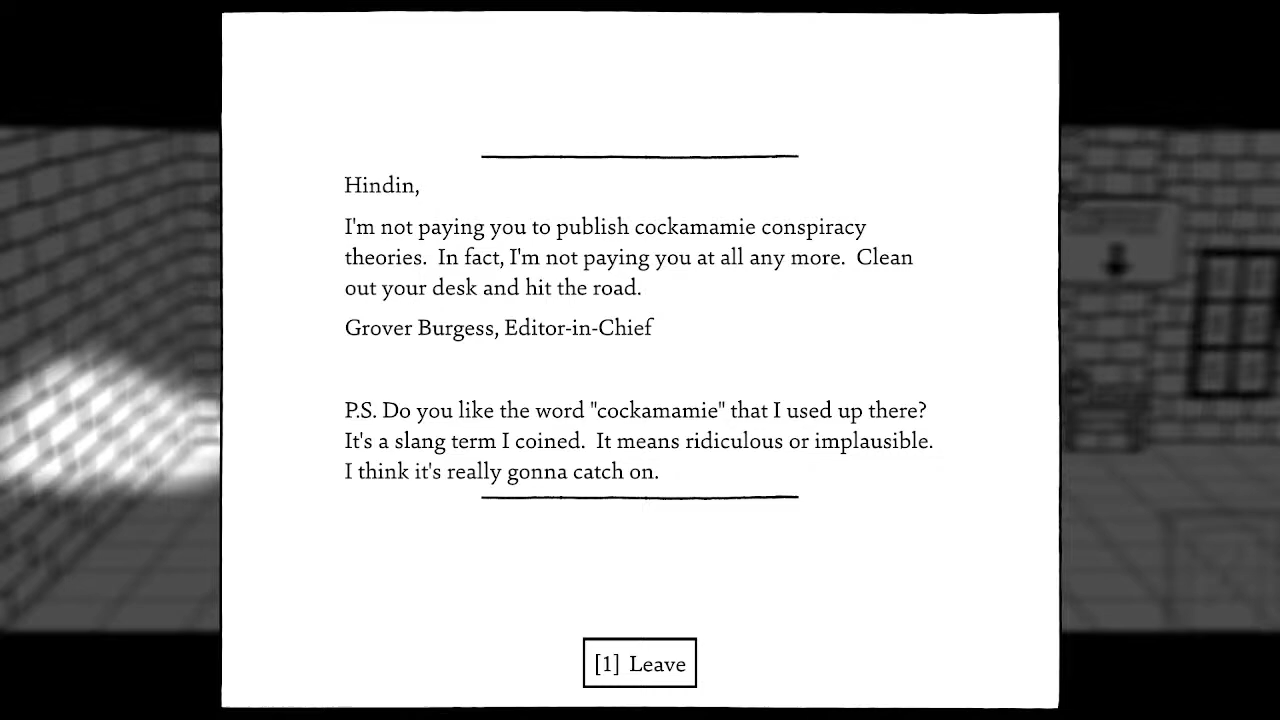 Hindin,
I'm not paying you to publish cockamamie conspiracy
theories.  In fact, I'm not paying you at all any more.  Clean
out your desk and hit the road.
Grover Burgess, Editor-in-Chief
P.S. Do you like the word "cockamamie" that I used up there?
It's a slang term I coined.  It means ridiculous or implausible.
I think it's really gonna catch on.
[1] Leave